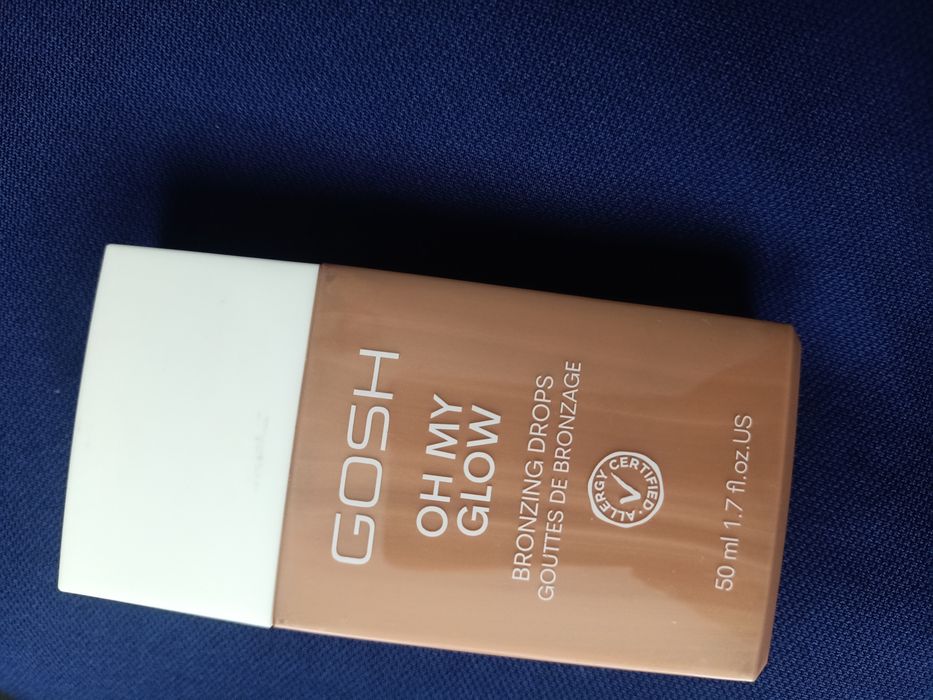 GOSH
OH MY
GLOW
BRONZING DROPS
GOUTTES DE BRONZAGE
ALLERGY CERTIFIED
50 ml 1.7 fl.oz.US